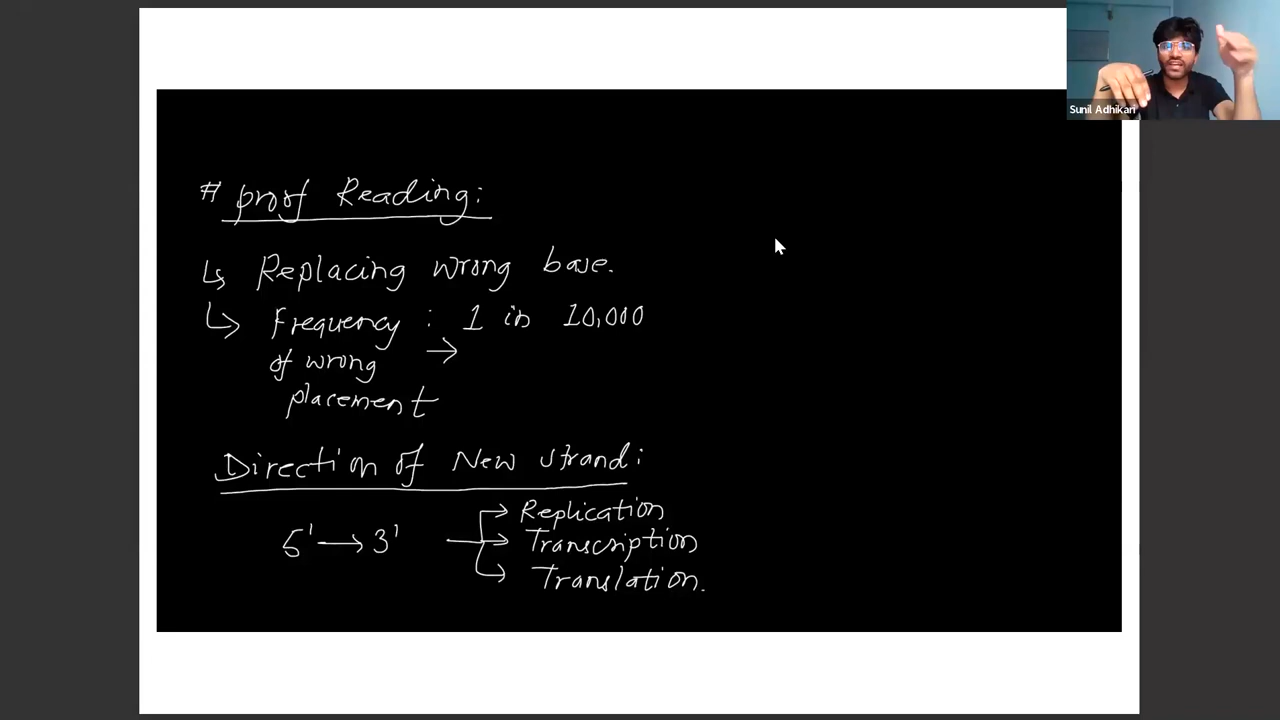 Sunil Adhikari
# proof Reading:
↳ Replacing wrong base.
↳ Frequency : 1 in 10,000
of wrong →
placement
Direction of New strand:
5' → 3'
Replication
Transcription
Translation.